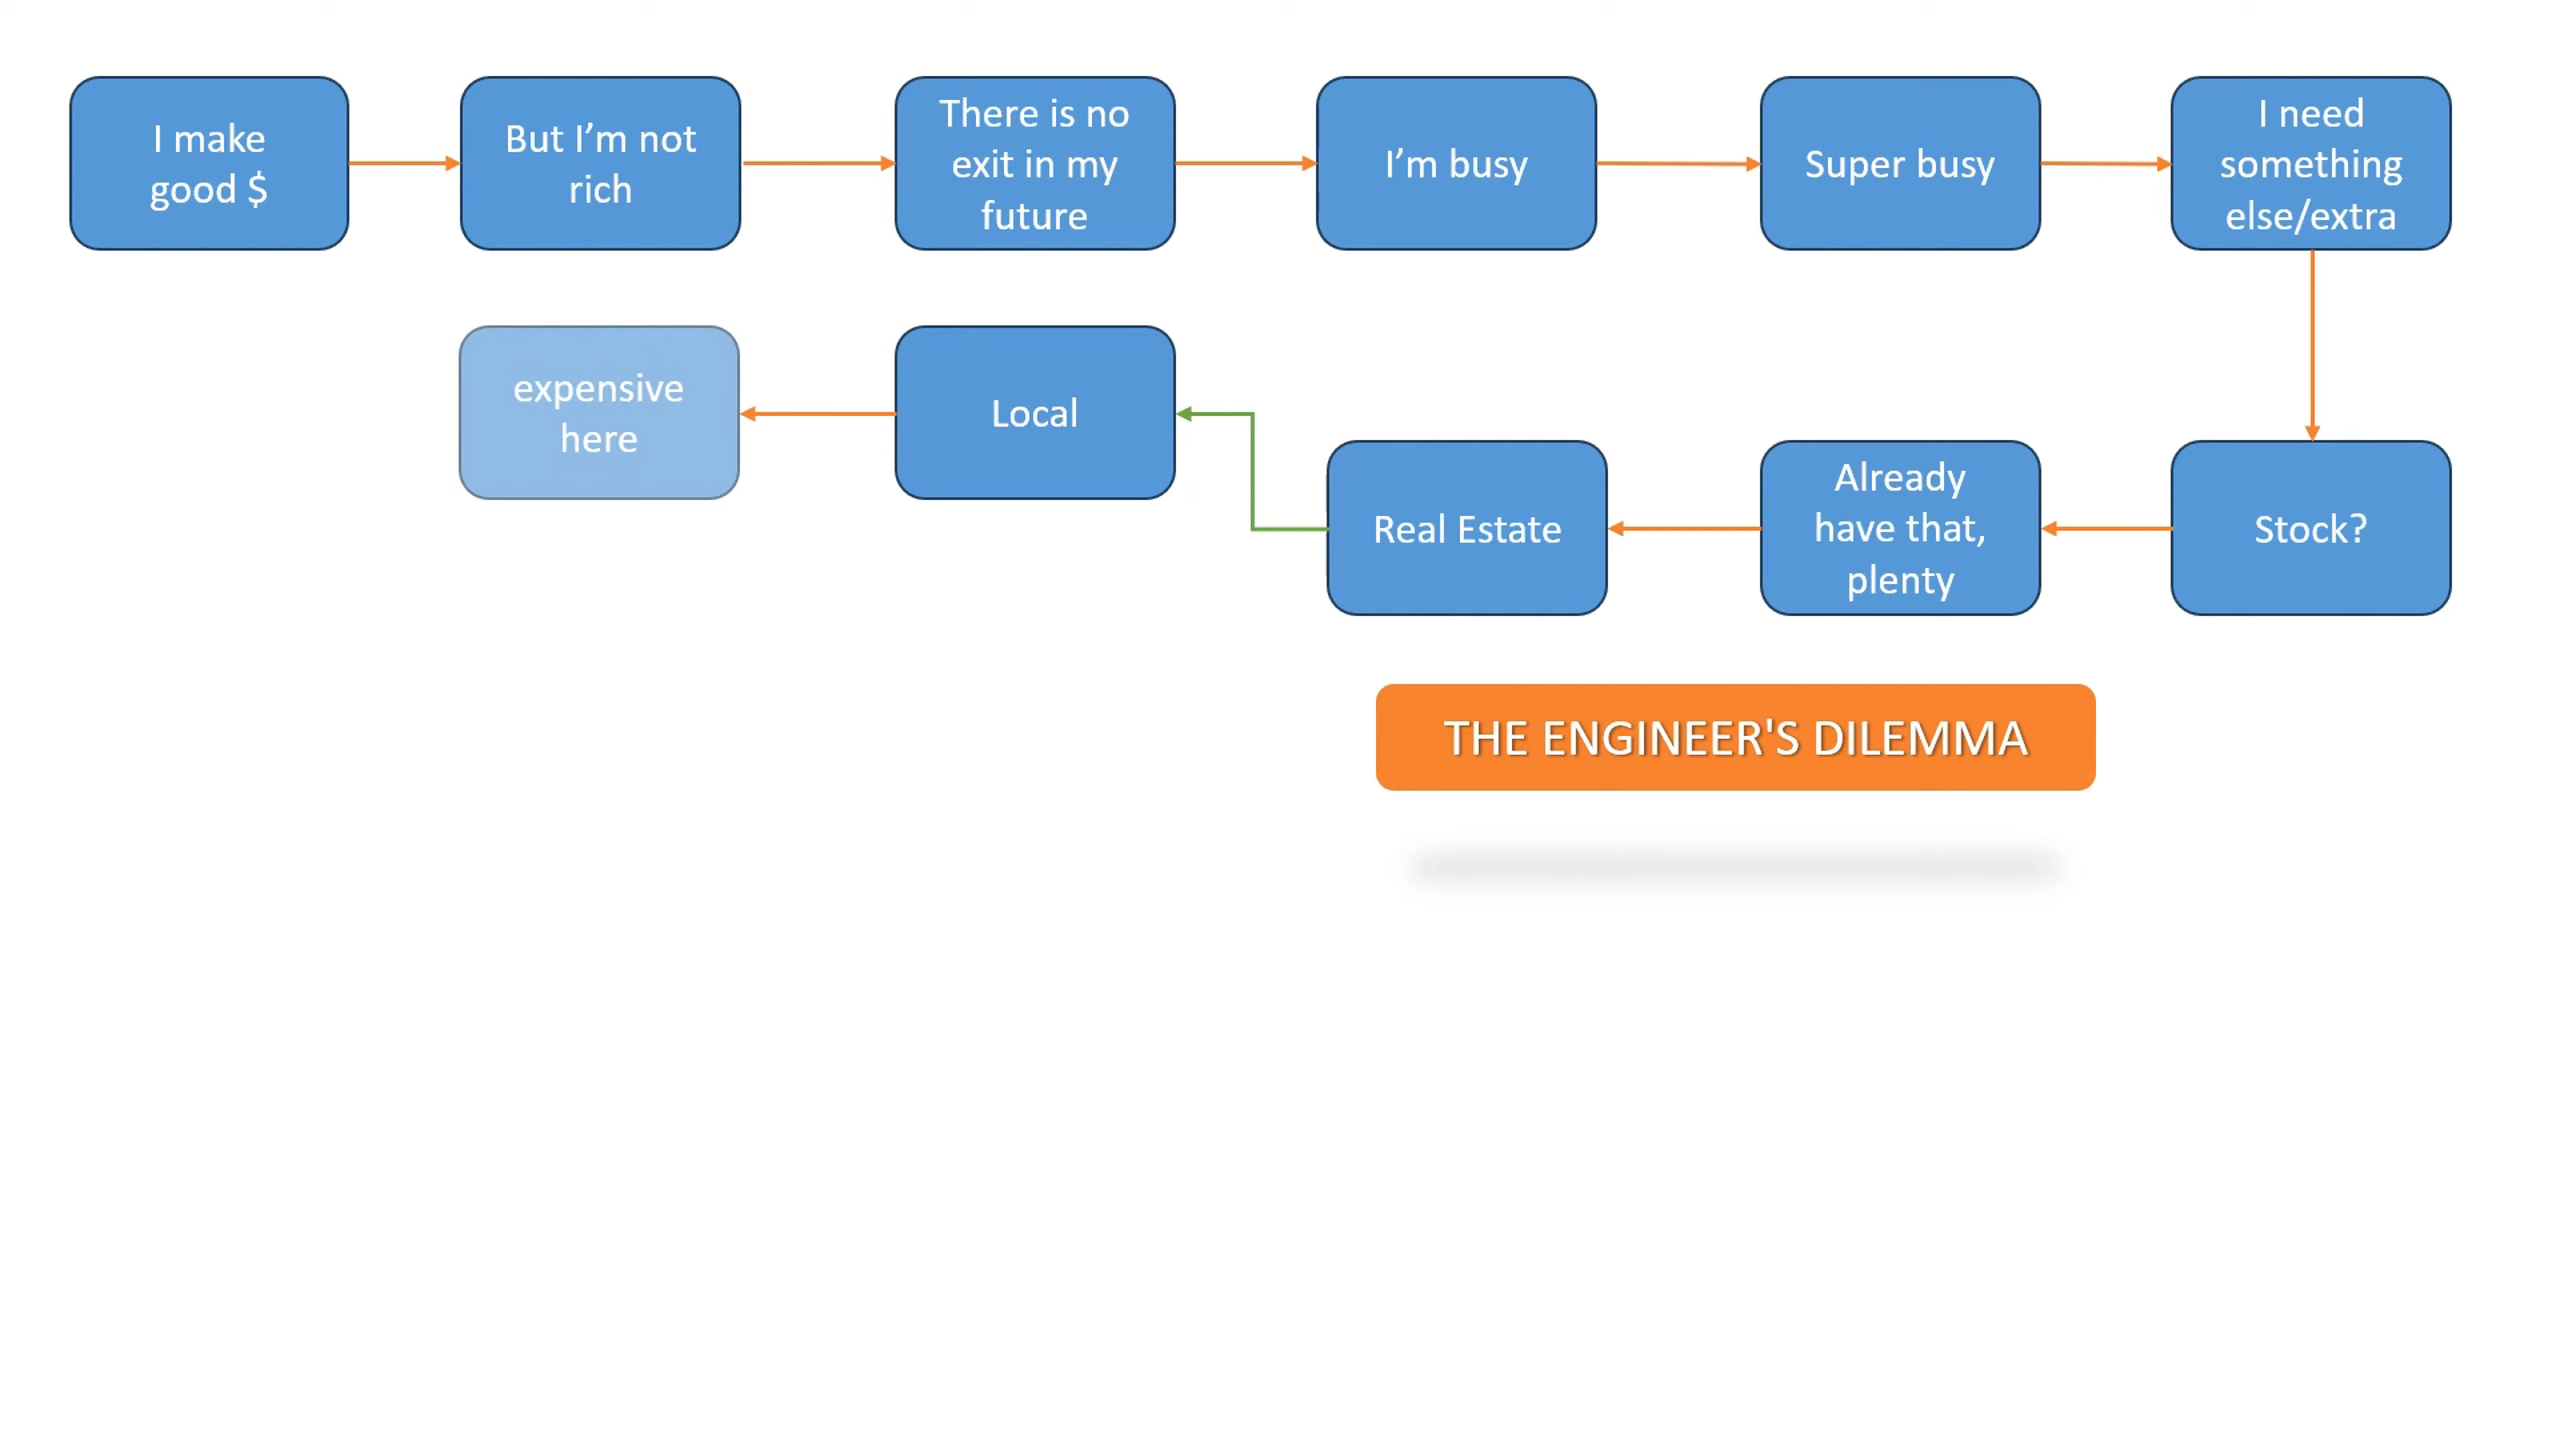 I make
good $
But I’m not
rich
There is no
exit in my
future
I’m busy
Super busy
I need
something
else/extra
Stock?
Already
have that,
plenty
Real Estate
Local
expensive
here
THE ENGINEER'S DILEMMA